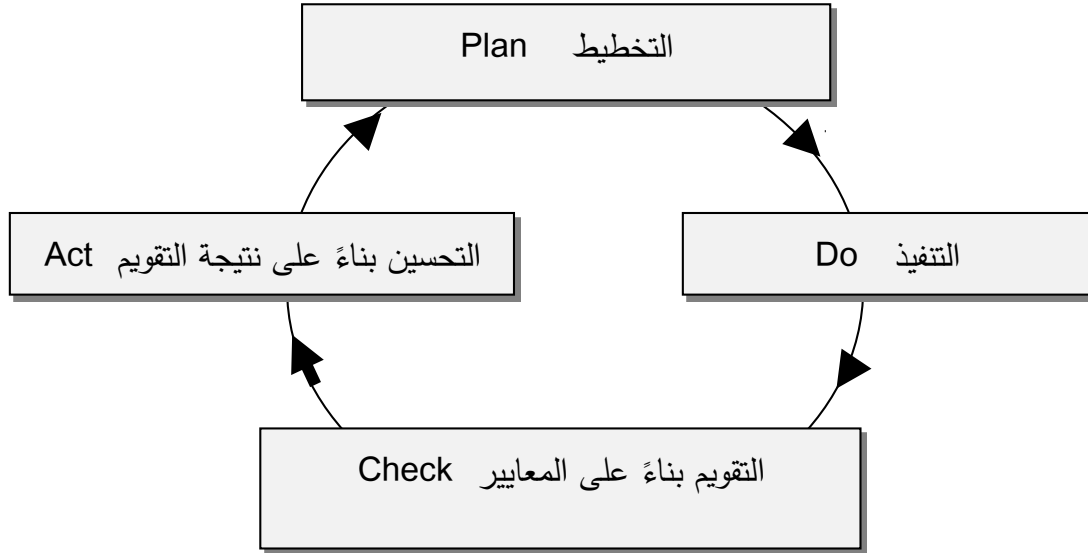 التخطيط Plan
التنفيذ Do
التقويم بناءً على المعايير Check
التحسين بناءً على نتيجة التقويم Act